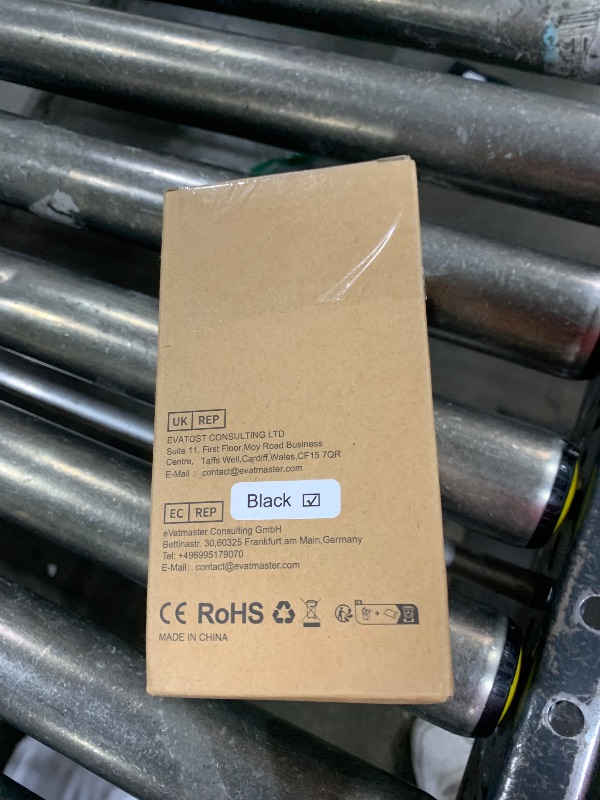 UK REP
EVATOST CONSULTING LTD
Suite 11, First Floor,Moy Road Business
Centre, Taffs Well,Cardiff,Wales,CF15 7QR
E-Mail : contact@evatmaster.com
Black ☑
EC REP
eVatmaster Consulting GmbH
Bettinastr. 30,60325 Frankfurt am Main,Germany
Tel: +496995179070
E-Mail: contact@evatmaster.com
CE RoHS
MADE IN CHINA